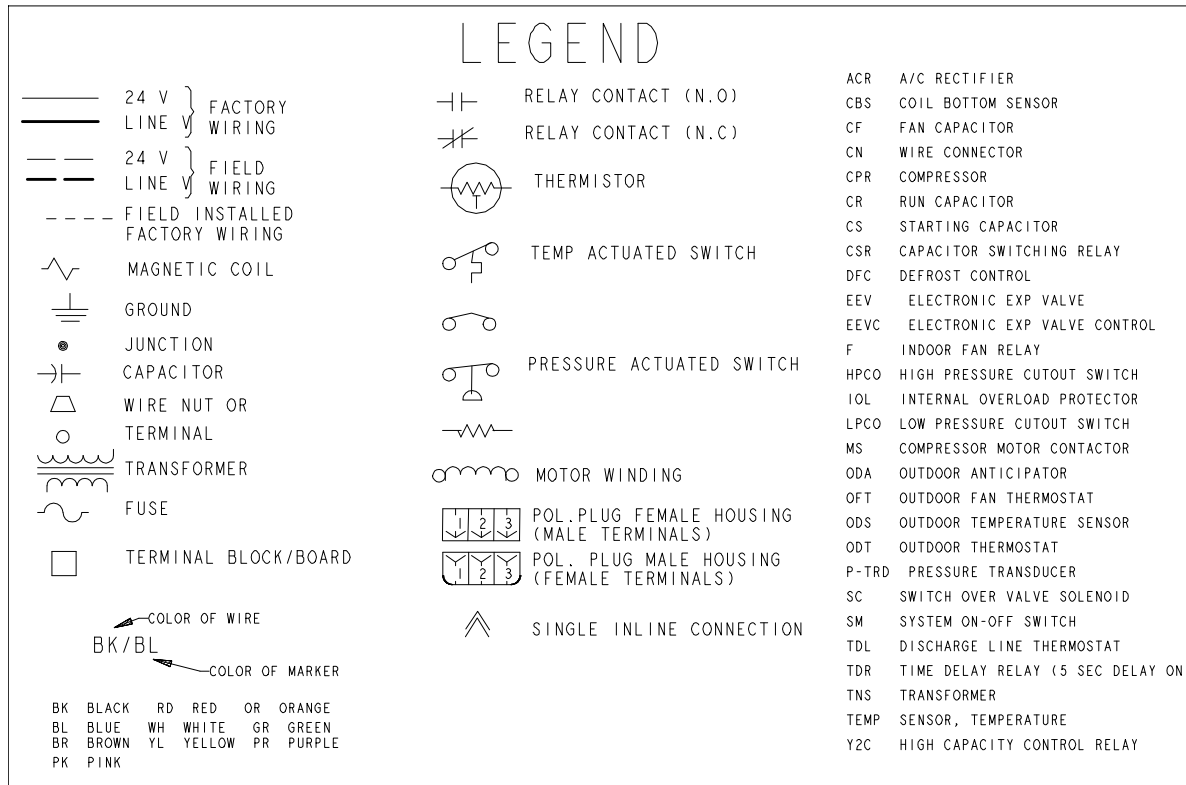 LEGEND
24 V
LINE V
FACTORY
WIRING
24 V
LINE V
FIELD
WIRING
FIELD INSTALLED
FACTORY WIRING
MAGNETIC COIL
GROUND
JUNCTION
CAPACITOR
WIRE NUT OR
TERMINAL
TRANSFORMER
FUSE
TERMINAL BLOCK/BOARD
COLOR OF WIRE
BK/BL
COLOR OF MARKER
BK BLACK RD RED OR ORANGE
BL BLUE WH WHITE GR GREEN
BR BROWN YL YELLOW PR PURPLE
PK PINK
RELAY CONTACT (N.O)
RELAY CONTACT (N.C)
T
THERMISTOR
TEMP ACTUATED SWITCH
PRESSURE ACTUATED SWITCH
MOTOR WINDING
1 2 3
POL.PLUG FEMALE HOUSING
(MALE TERMINALS)
1 2 3
POL. PLUG MALE HOUSING
(FEMALE TERMINALS)
SINGLE INLINE CONNECTION
ACR A/C RECTIFIER
CBS COIL BOTTOM SENSOR
CF FAN CAPACITOR
CN WIRE CONNECTOR
CPR COMPRESSOR
CR RUN CAPACITOR
CS STARTING CAPACITOR
CSR CAPACITOR SWITCHING RELAY
DFC DEFROST CONTROL
EEV ELECTRONIC EXP VALVE
EEVC ELECTRONIC EXP VALVE CONTROL
F INDOOR FAN RELAY
HPCO HIGH PRESSURE CUTOUT SWITCH
IOL INTERNAL OVERLOAD PROTECTOR
LPCO LOW PRESSURE CUTOUT SWITCH
MS COMPRESSOR MOTOR CONTACTOR
ODA OUTDOOR ANTICIPATOR
OFT OUTDOOR FAN THERMOSTAT
ODS OUTDOOR TEMPERATURE SENSOR
ODT OUTDOOR THERMOSTAT
P-TRD PRESSURE TRANSDUCER
SC SWITCH OVER VALVE SOLENOID
SM SYSTEM ON-OFF SWITCH
TDL DISCHARGE LINE THERMOSTAT
TDR TIME DELAY RELAY (5 SEC DELAY ON
TNS TRANSFORMER
TEMP SENSOR, TEMPERATURE
Y2C HIGH CAPACITY CONTROL RELAY